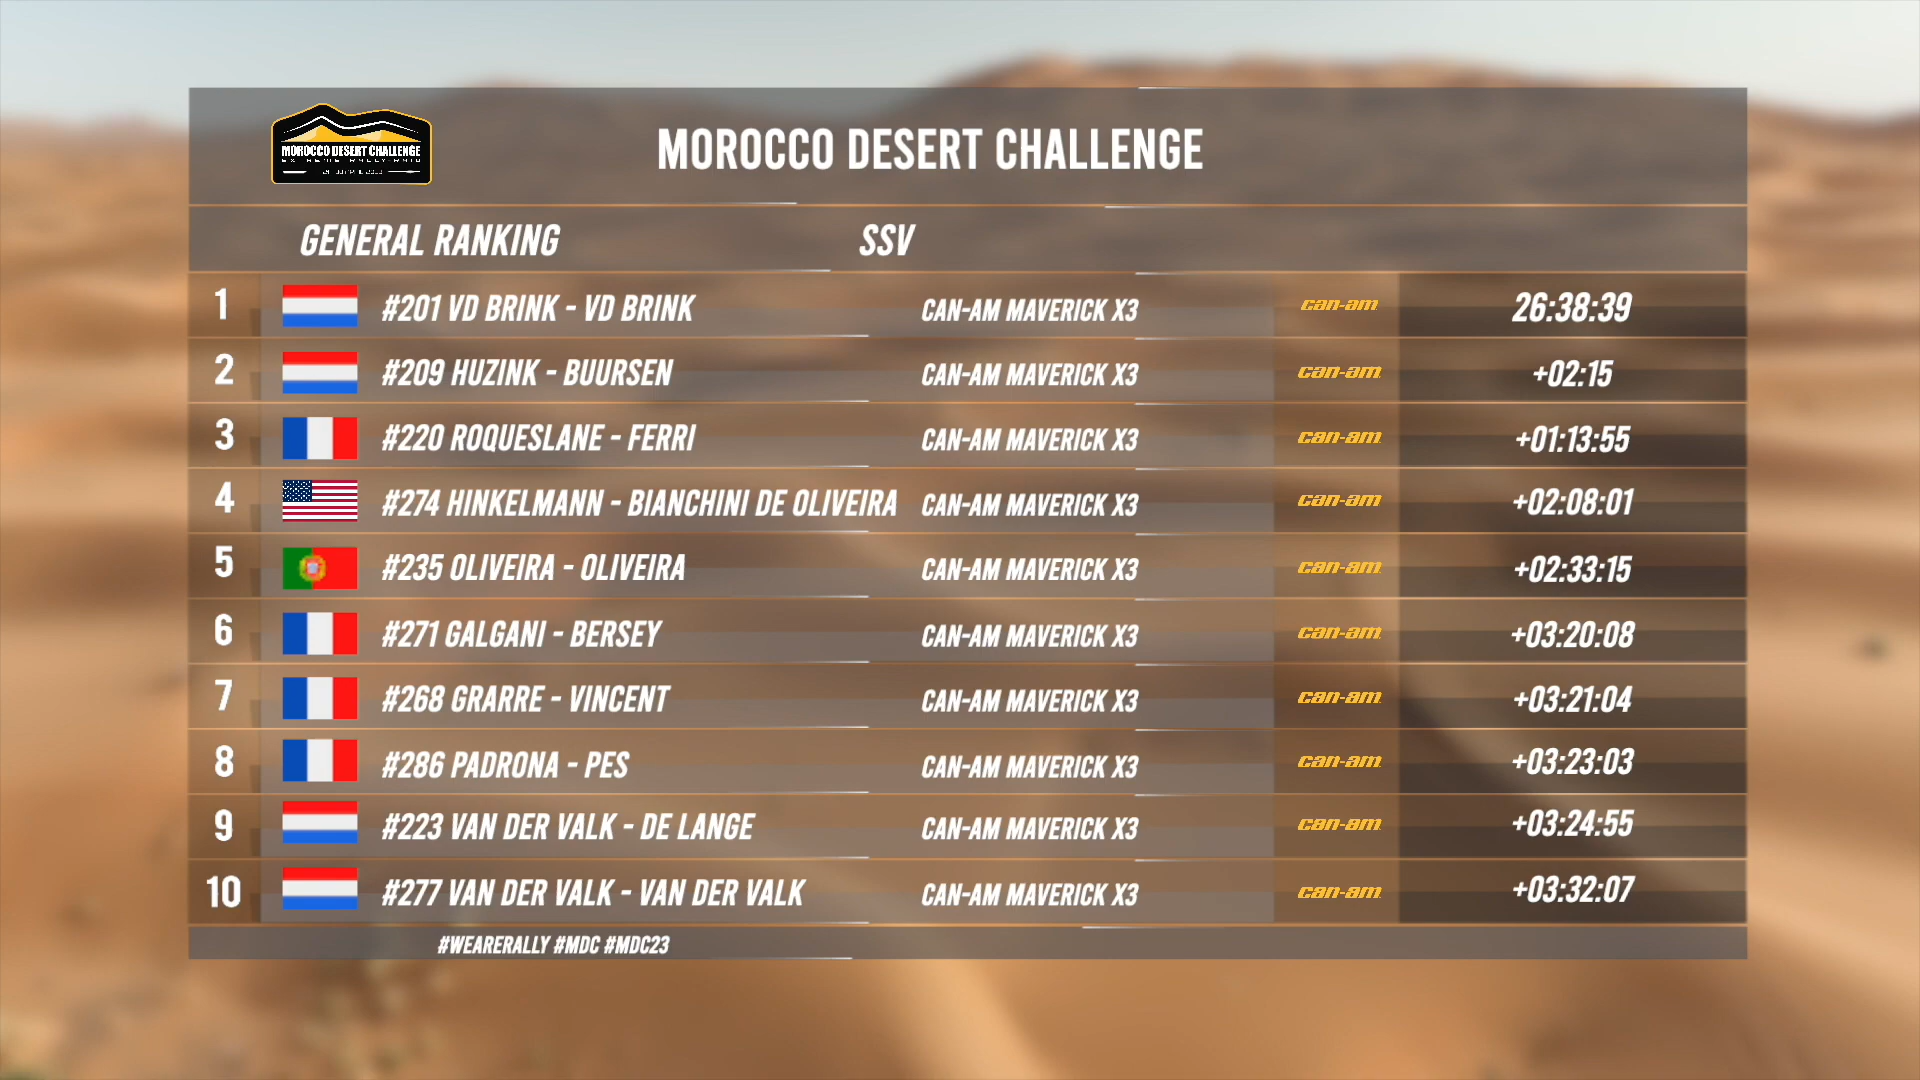 MOROCCO DESERT CHALLENGE
MOROCCO DESERT CHALLENGE
GENERAL RANKING SSV
1 #201 VD BRINK - VD BRINK CAN-AM MAVERICK X3 can-am 26:38:39
2 #209 HUZINK - BUURSEN CAN-AM MAVERICK X3 can-am +02:15
3 #220 ROQUESLANE - FERRI CAN-AM MAVERICK X3 can-am +01:13:55
4 #274 HINKELMANN - BIANCHINI DE OLIVEIRA CAN-AM MAVERICK X3 can-am +02:08:01
5 #235 OLIVEIRA - OLIVEIRA CAN-AM MAVERICK X3 can-am +02:33:15
6 #271 GALGANI - BERSEY CAN-AM MAVERICK X3 can-am +03:20:08
7 #268 GRARRE - VINCENT CAN-AM MAVERICK X3 can-am +03:21:04
8 #286 PADRONA - PES CAN-AM MAVERICK X3 can-am +03:23:03
9 #223 VAN DER VALK - DE LANGE CAN-AM MAVERICK X3 can-am +03:24:55
10 #277 VAN DER VALK - VAN DER VALK CAN-AM MAVERICK X3 can-am +03:32:07
#WEARERALLY #MDC #MDC23